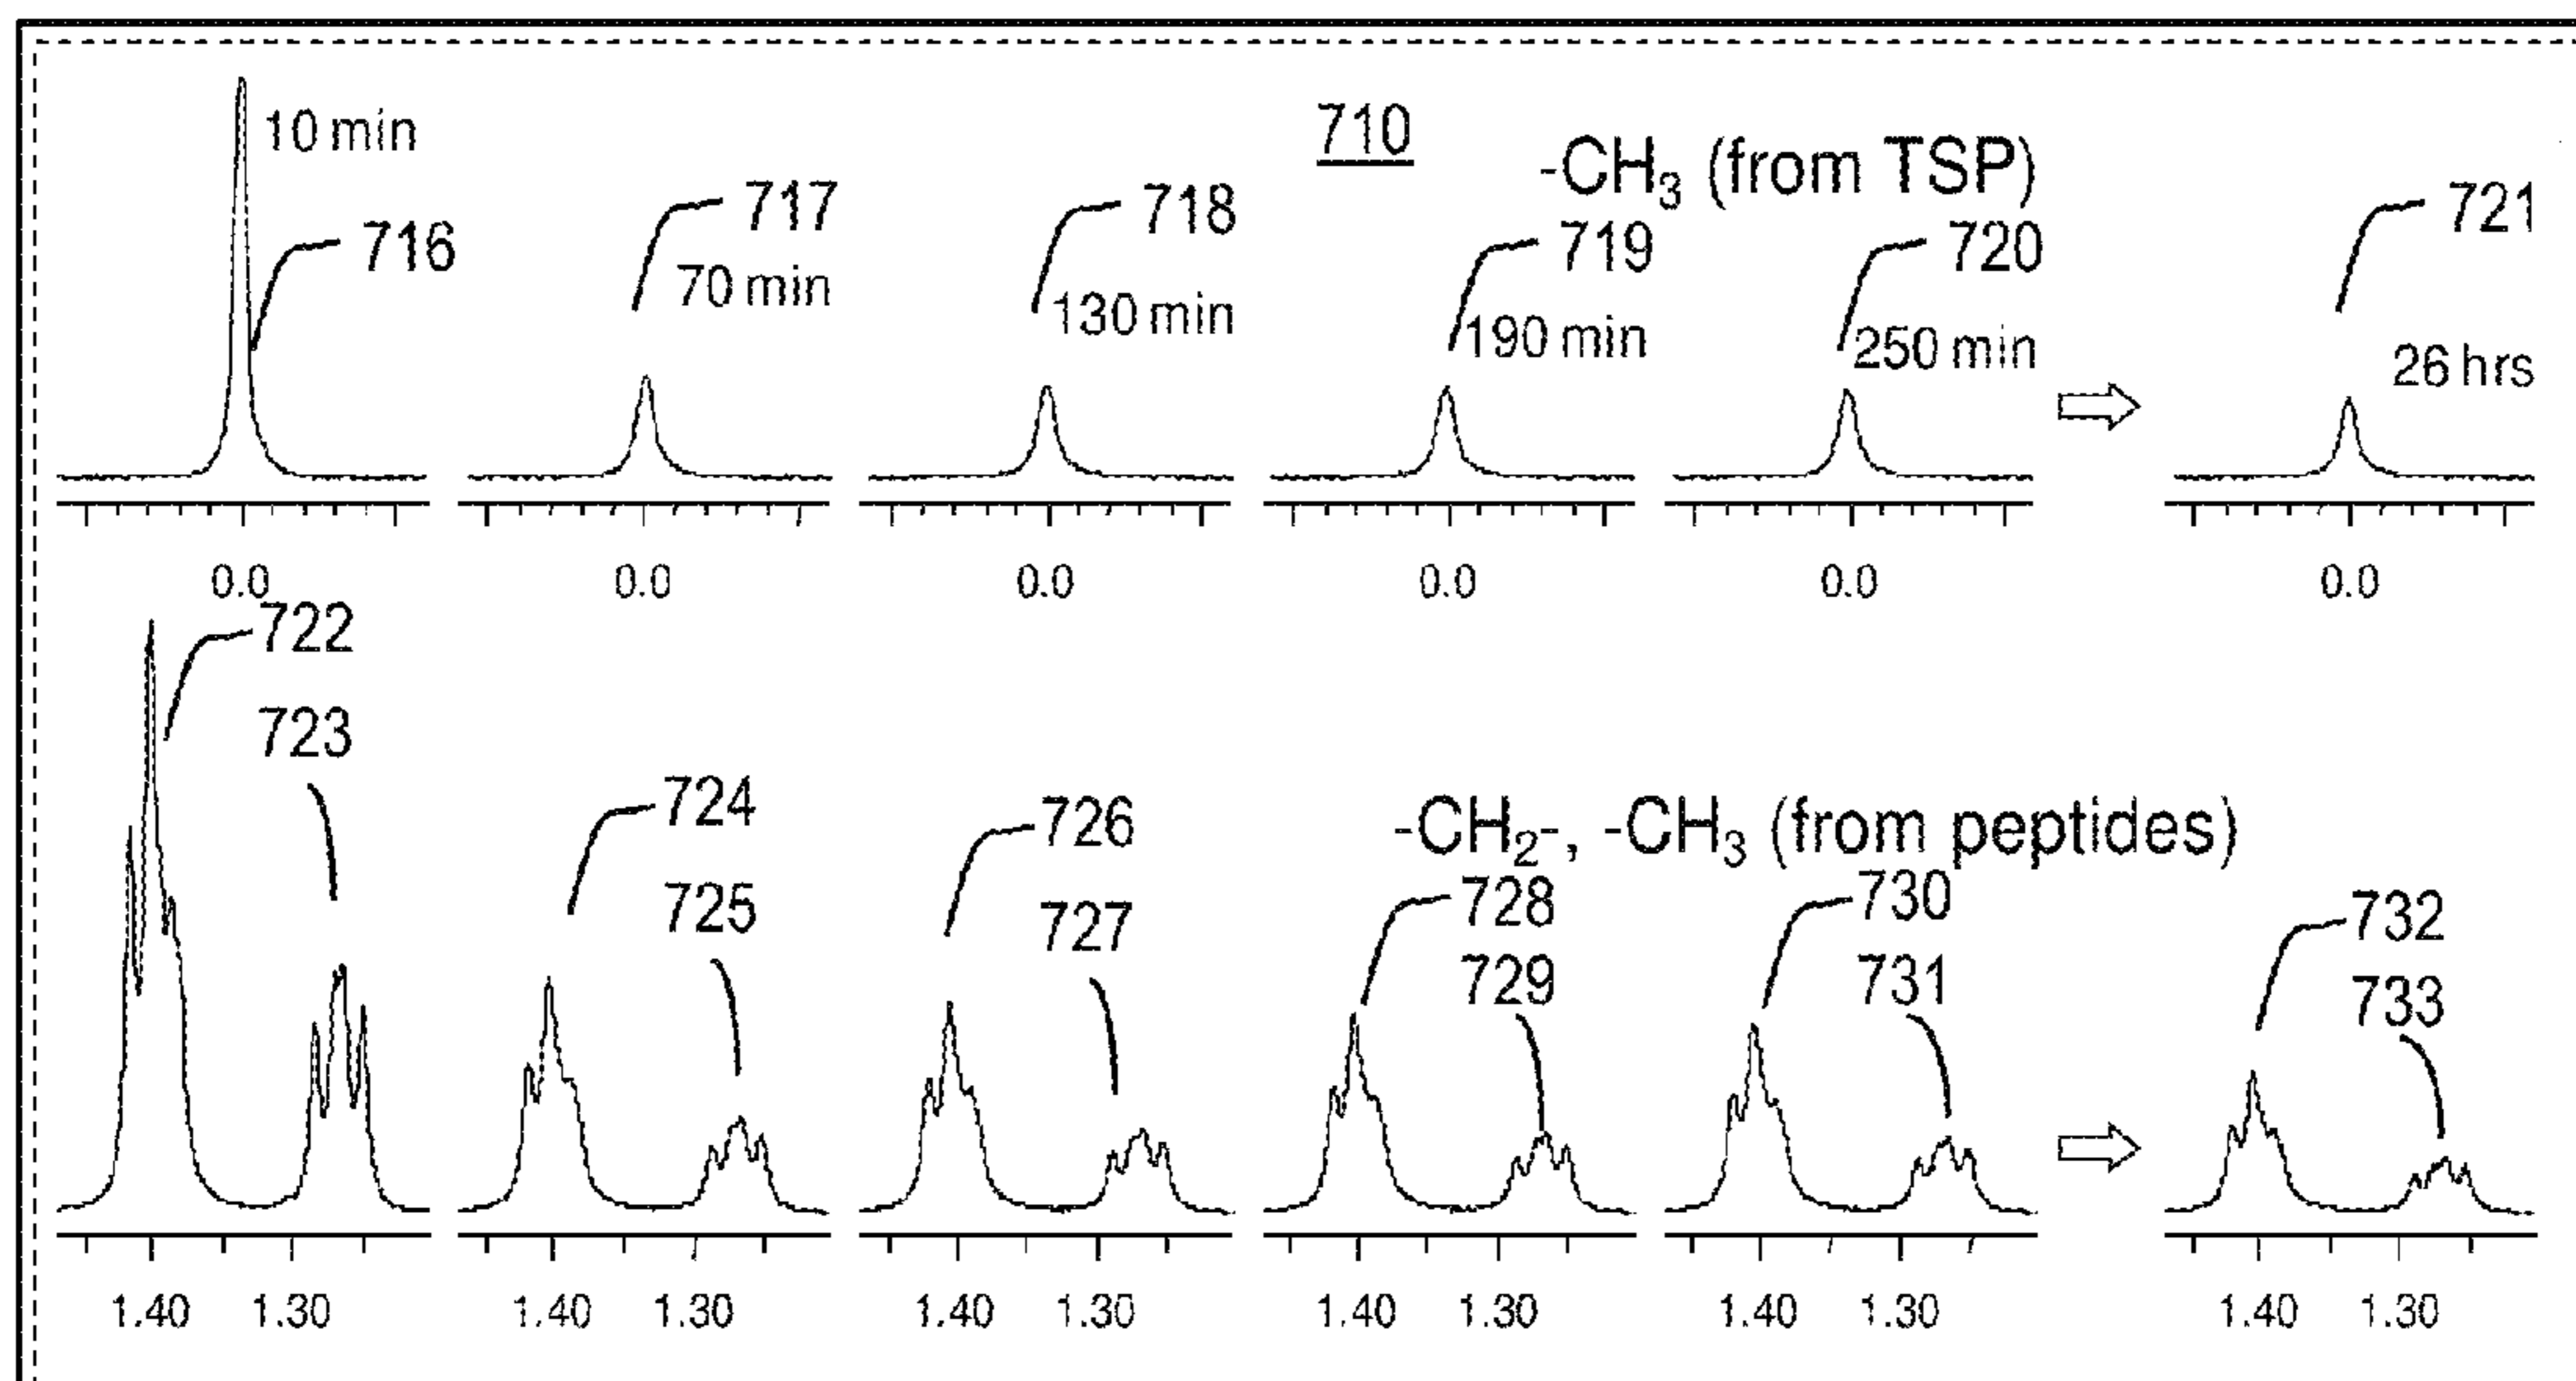 710
-CH₃ (from TSP)
10 min
716
717
70 min
718
130 min
719
190 min
720
250 min
721
26 hrs
0.0 0.0 0.0 0.0 0.0 0.0
-CH₂-, -CH₃ (from peptides)
722
723
724
725
726
727
728
729
730
731
732
733
1.40 1.30 1.40 1.30 1.40 1.30 1.40 1.30 1.40 1.30 1.40 1.30